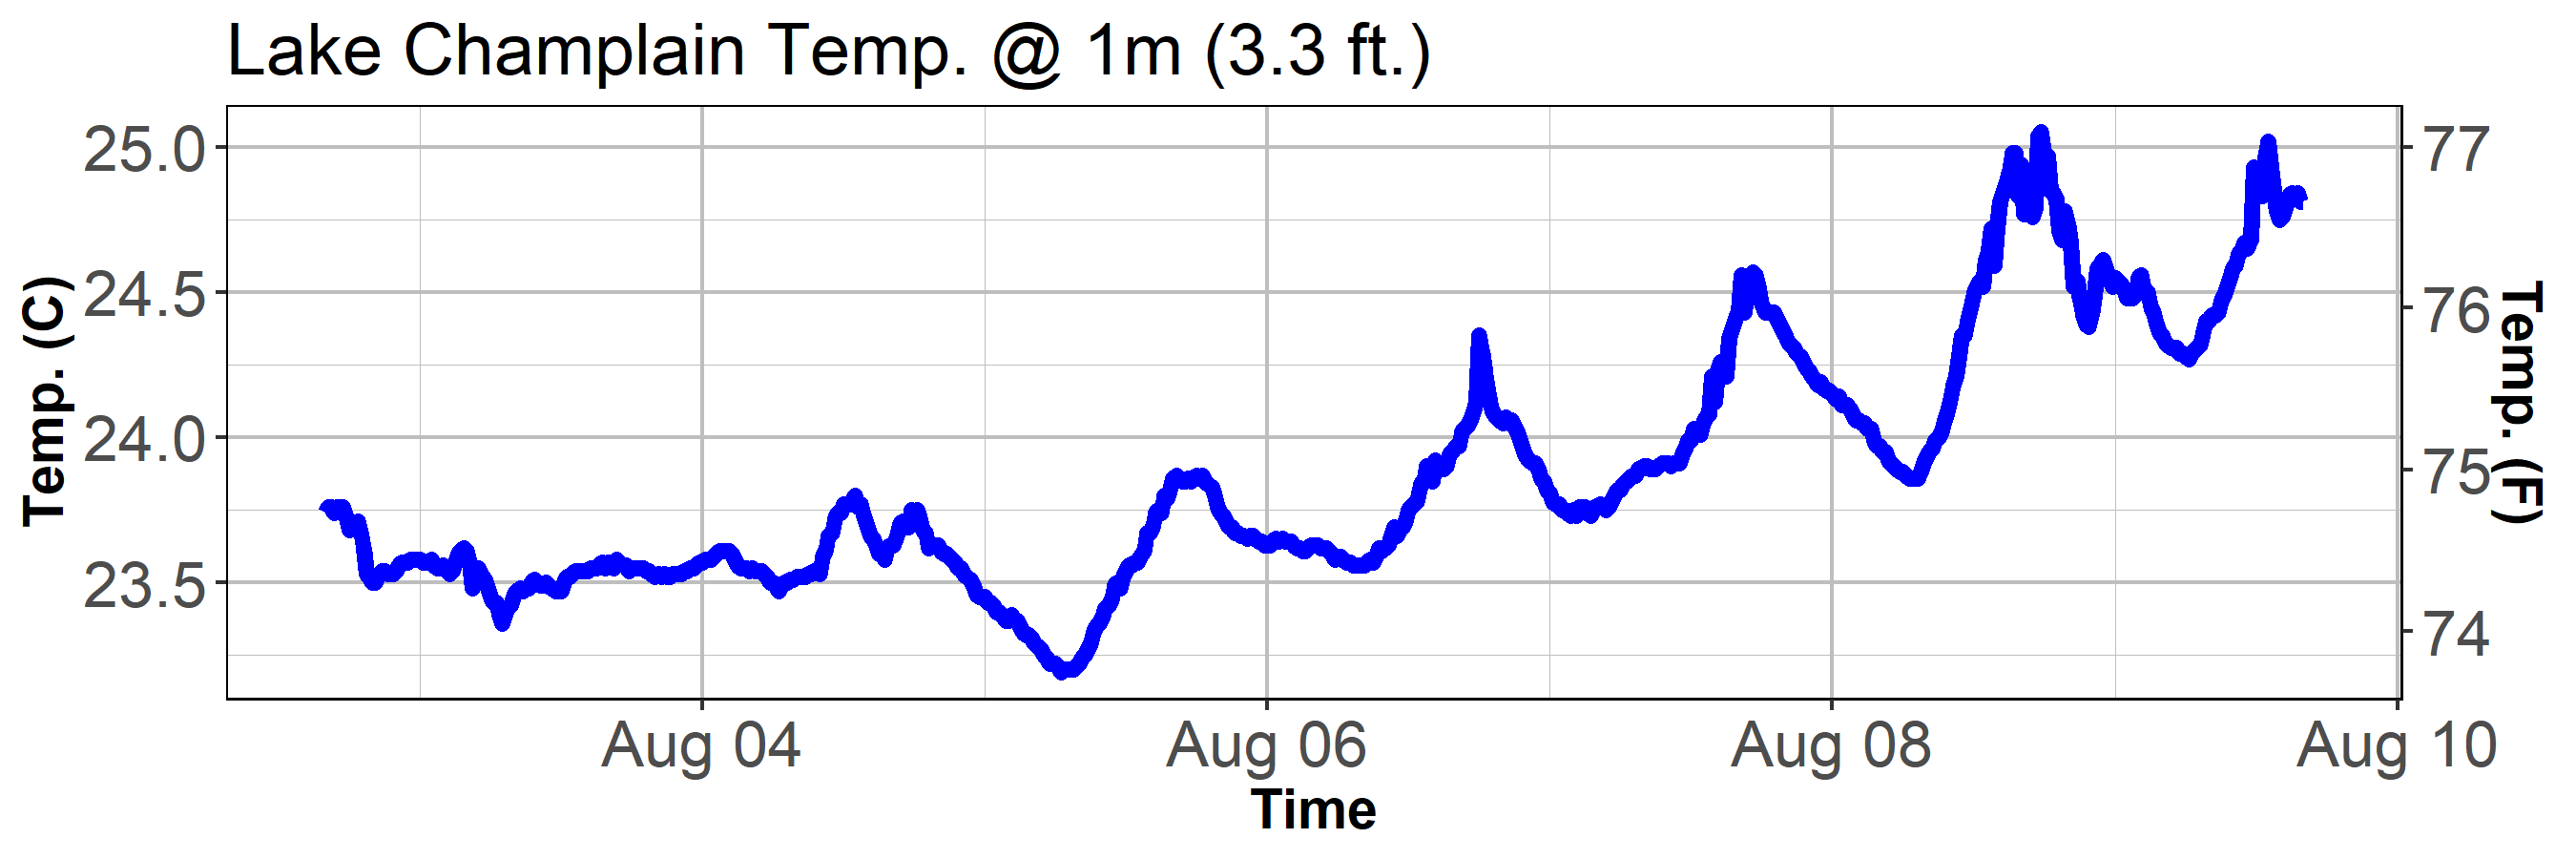 Lake Champlain Temp. @ 1m (3.3 ft.)
25.0
24.5
24.0
23.5
Temp. (C)
77
76
75
74
Temp. (F)
Aug 04
Aug 06
Aug 08
Aug 10
Time